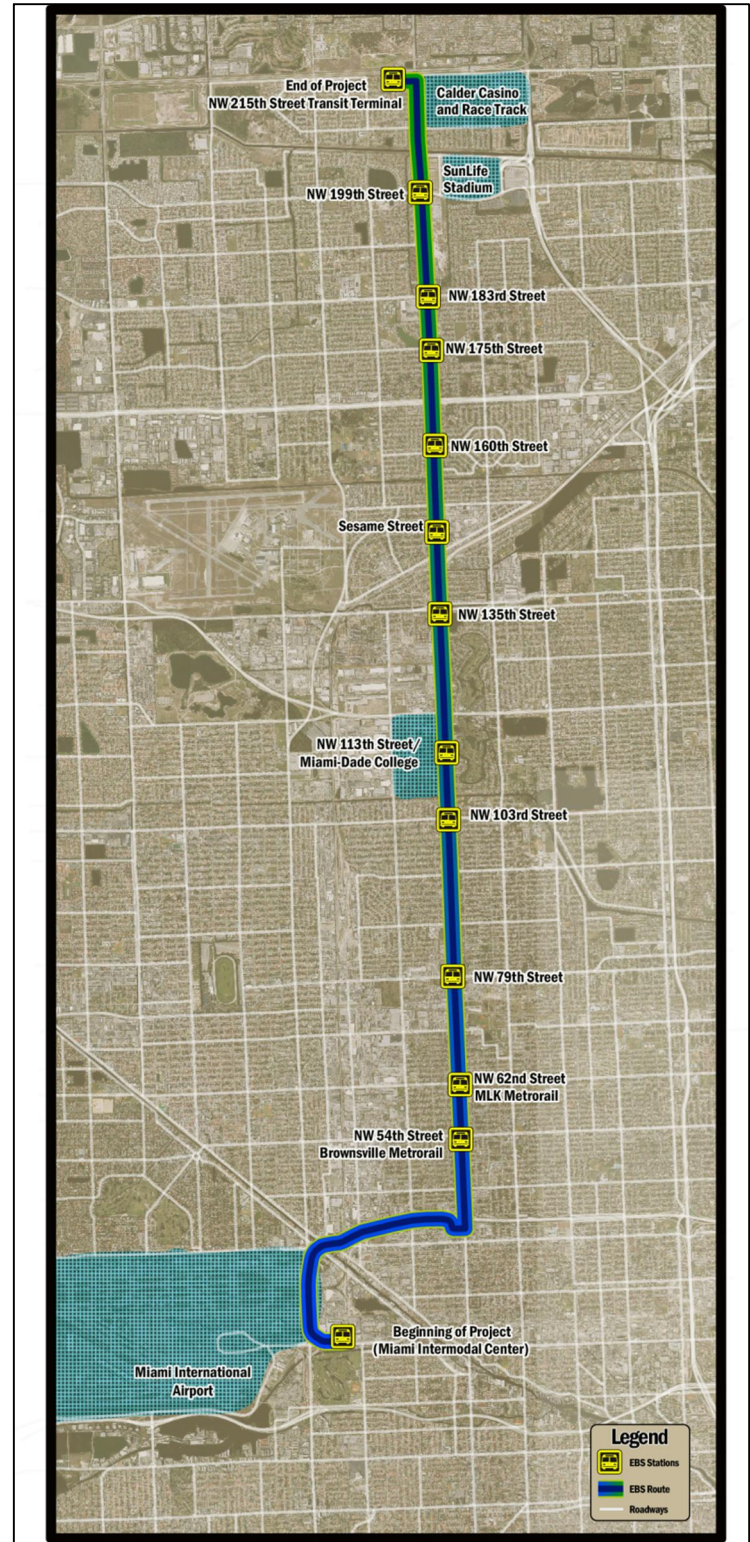 End of Project
NW 215th Street Transit Terminal
Calder Casino
and Race Track
SunLife
Stadium
NW 199th Street
NW 183rd Street
NW 175th Street
NW 160th Street
Sesame Street
NW 135th Street
NW 113th Street/
Miami-Dade College
NW 103rd Street
NW 79th Street
NW 62nd Street
MLK Metrorail
NW 54th Street
Brownsville Metrorail
Beginning of Project
(Miami Intermodal Center)
Miami International
Airport
Legend
EBS Stations
EBS Route
Roadways